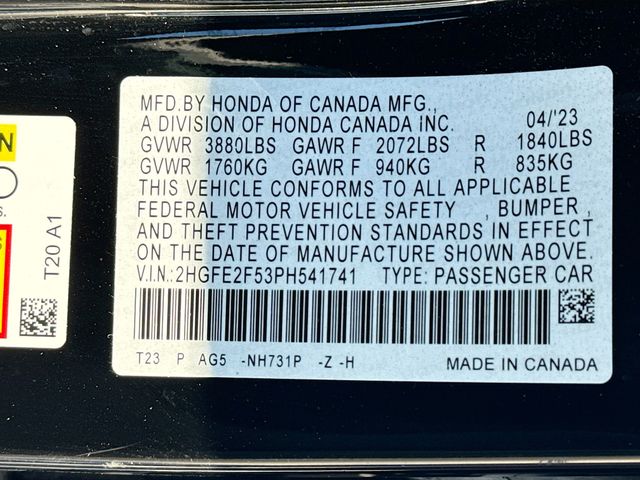 MFD.BY HONDA OF CANADA MFG.,
A DIVISION OF HONDA CANADA INC. 04/'23
GVWR 3880LBS GAWR F 2072LBS R 1840LBS
GVWR 1760KG GAWR F 940KG R 835KG
THIS VEHICLE CONFORMS TO ALL APPLICABLE
FEDERAL MOTOR VEHICLE SAFETY , BUMPER ,
AND THEFT PREVENTION STANDARDS IN EFFECT
ON THE DATE OF MANUFACTURE SHOWN ABOVE.
V.I.N.:2HGFE2F53PH541741 TYPE: PASSENGER CAR
T23 P AG5 -NH731P -Z -H MADE IN CANADA
T20 A1